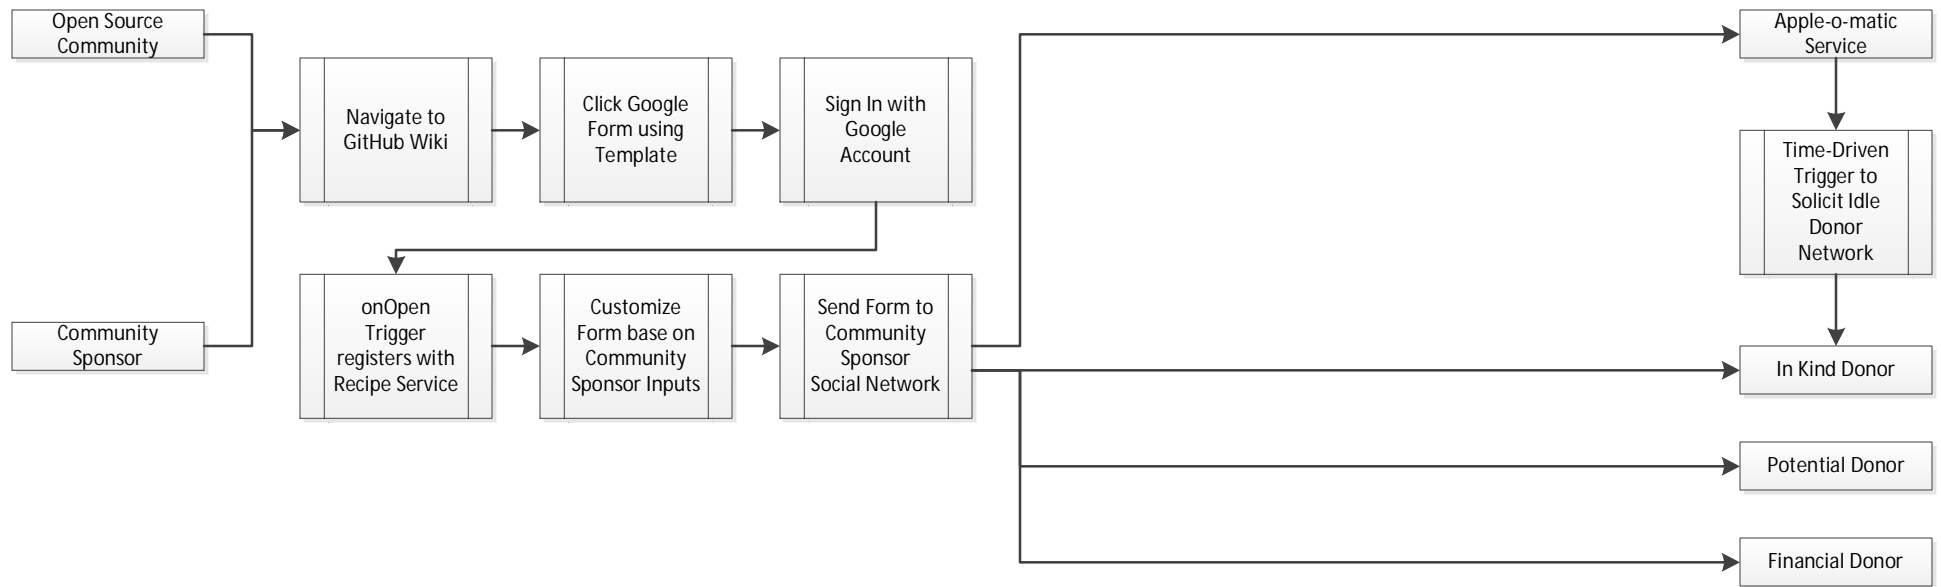 Open Source
Community
Apple-o-matic
Service
Navigate to
GitHub Wiki
Click Google
Form using
Template
Sign In with
Google
Account
Time-Driven
Trigger to
Solicit Idle
Donor
Network
Community
Sponsor
onOpen
Trigger
registers with
Recipe Service
Customize
Form base on
Community
Sponsor Inputs
Send Form to
Community
Sponsor
Social Network
In Kind Donor
Potential Donor
Financial Donor